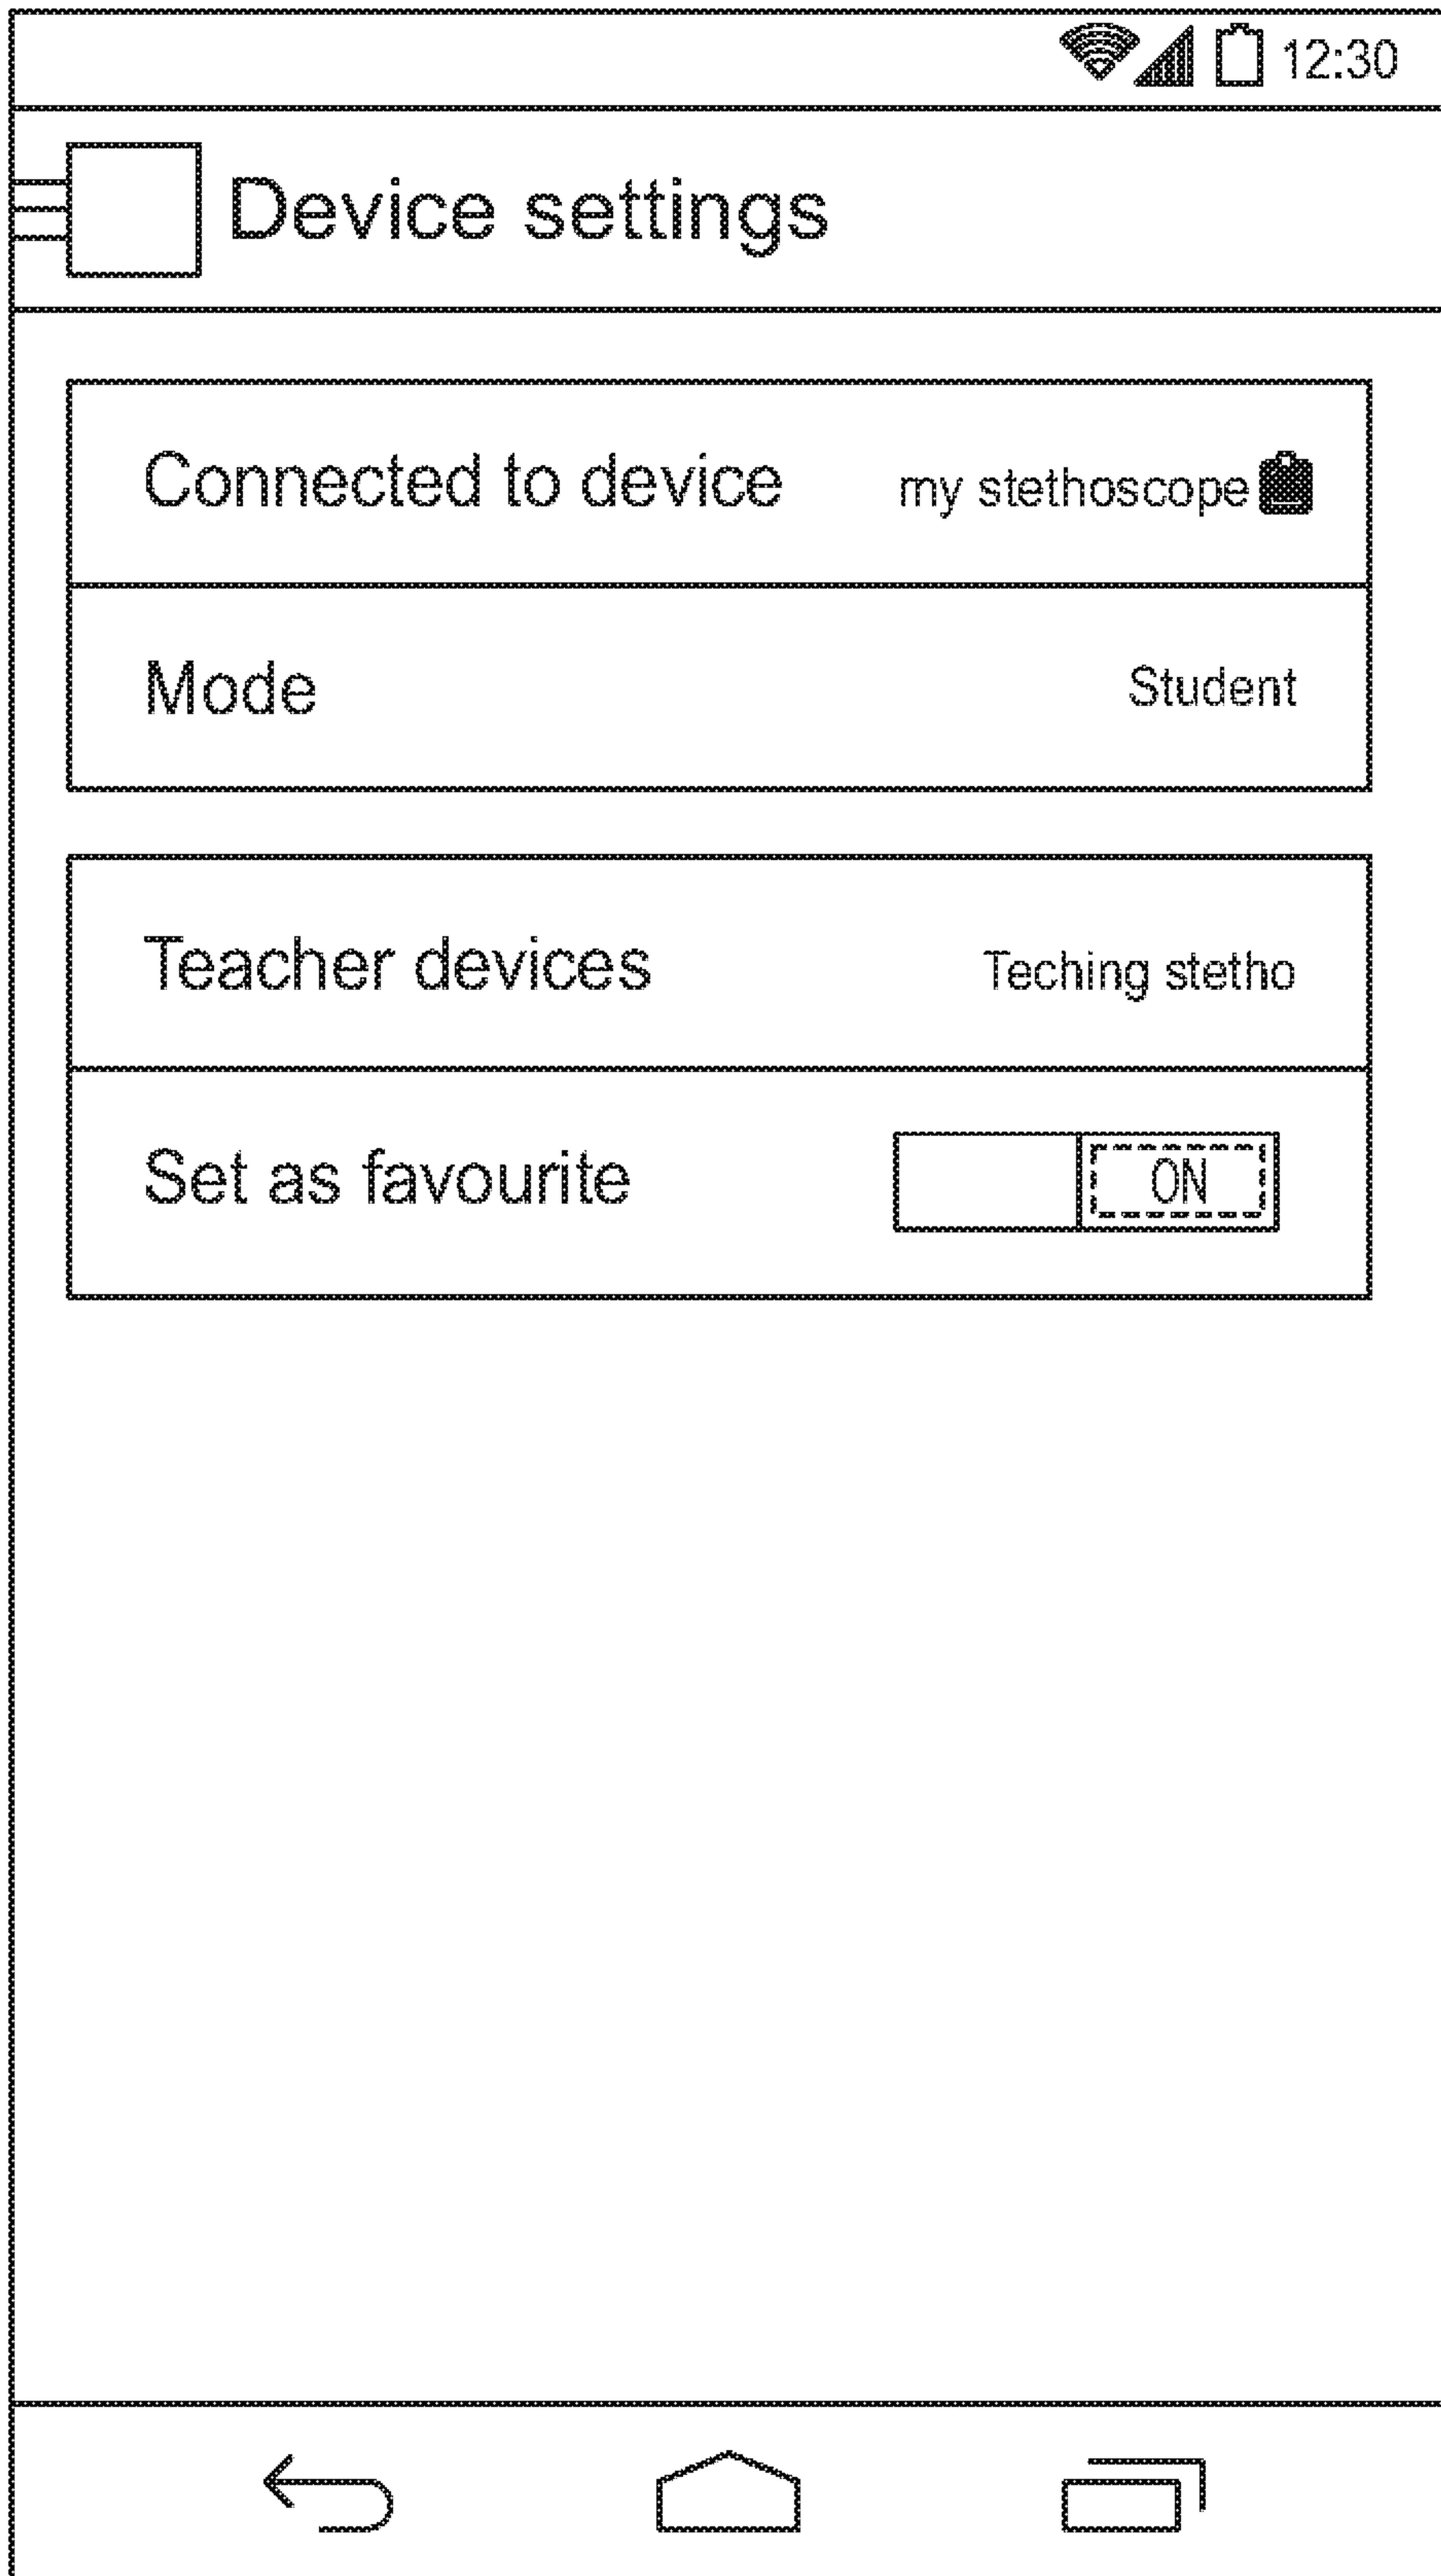 12:30
Device settings
Connected to device my stethoscope
Mode Student
Teacher devices Teching stetho
Set as favourite ON